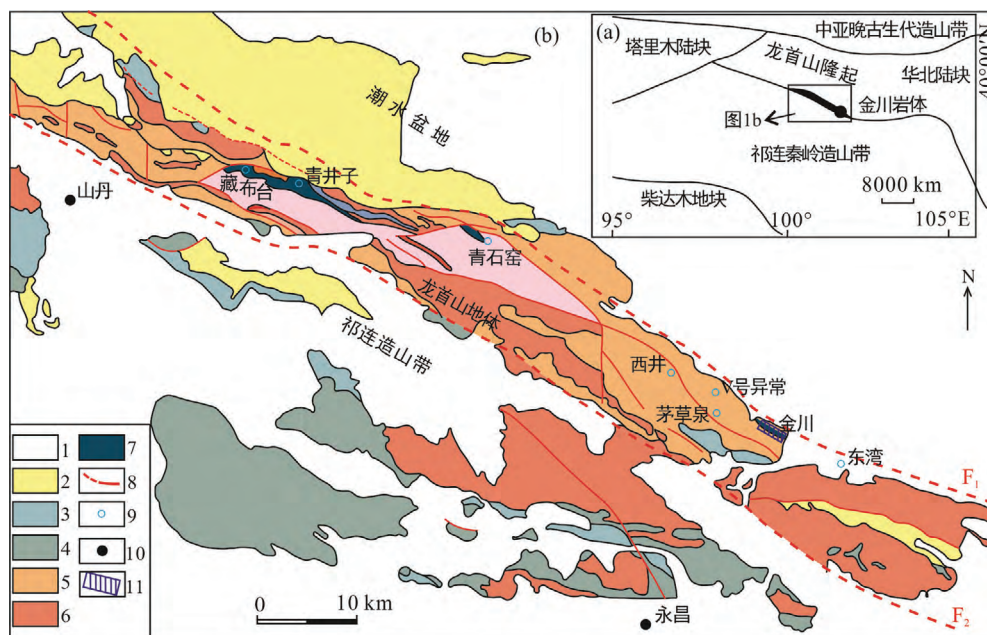 (b)
潮水盆地
藏布台
青井子
山丹
青石窑
龙首山地体
祁连造山带
西井
V号异常
茅草泉
金川
东湾
F₁
F₂
永昌
N
0 10 km
1
2
3
4
5
6
7
8
9
10
11
(a)
中亚晚古生代造山带
塔里木陆块
龙首山隆起
华北陆块
金川岩体
图1b
祁连秦岭造山带
柴达木地块
8000 km
95°
100°
105°E
40°00′N